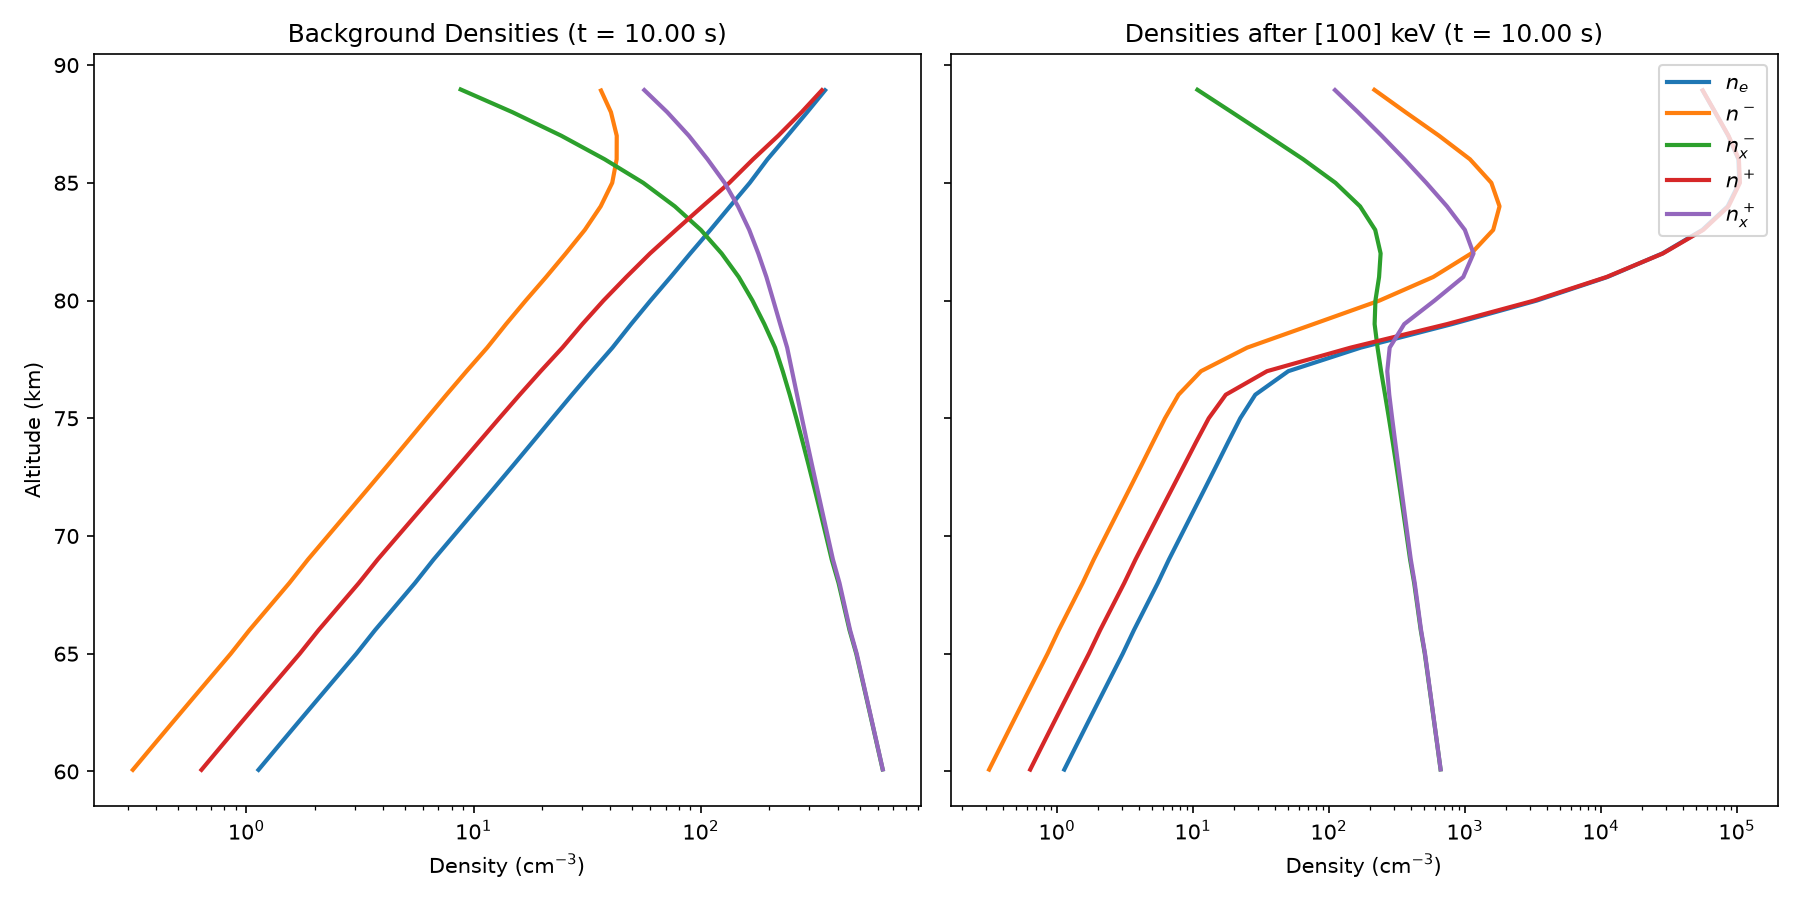 Background Densities (t = 10.00 s)
Altitude (km)
90
85
80
75
70
65
60
10⁰ 10¹ 10²
Density (cm⁻³)
Densities after [100] keV (t = 10.00 s)
nₑ
n⁻
nₓ⁻
n⁺
nₓ⁺
10⁰ 10¹ 10² 10³ 10⁴ 10⁵
Density (cm⁻³)